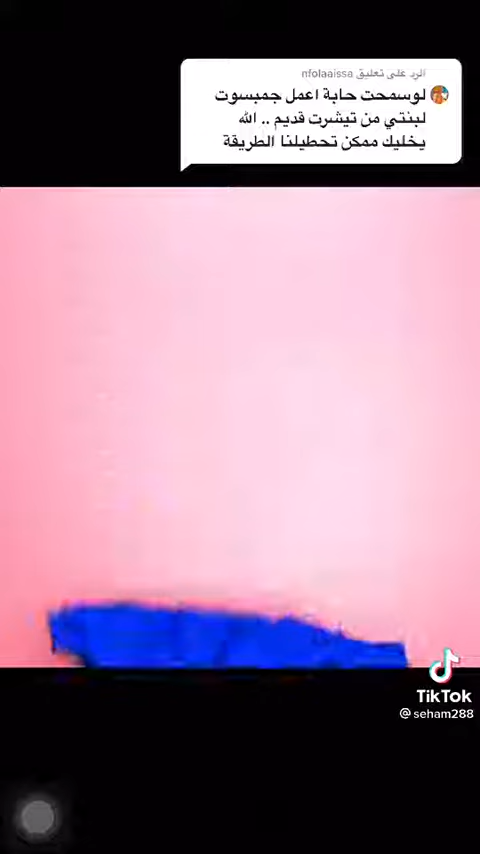 الرد على تعليق nfolaaissa
لوسمحت حابة اعمل جمبسوت
لبنتي من تيشرت قديم .. الله
يخليك ممكن تحطيلنا الطريقة
TikTok
@seham288